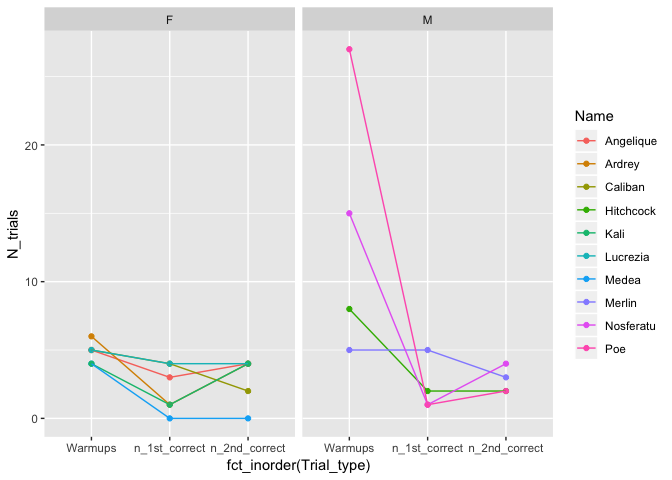 F
M
N_trials
20
10
0
Warmups n_1st_correct n_2nd_correct
Warmups n_1st_correct n_2nd_correct
fct_inorder(Trial_type)
Name
Angelique
Ardrey
Caliban
Hitchcock
Kali
Lucrezia
Medea
Merlin
Nosferatu
Poe